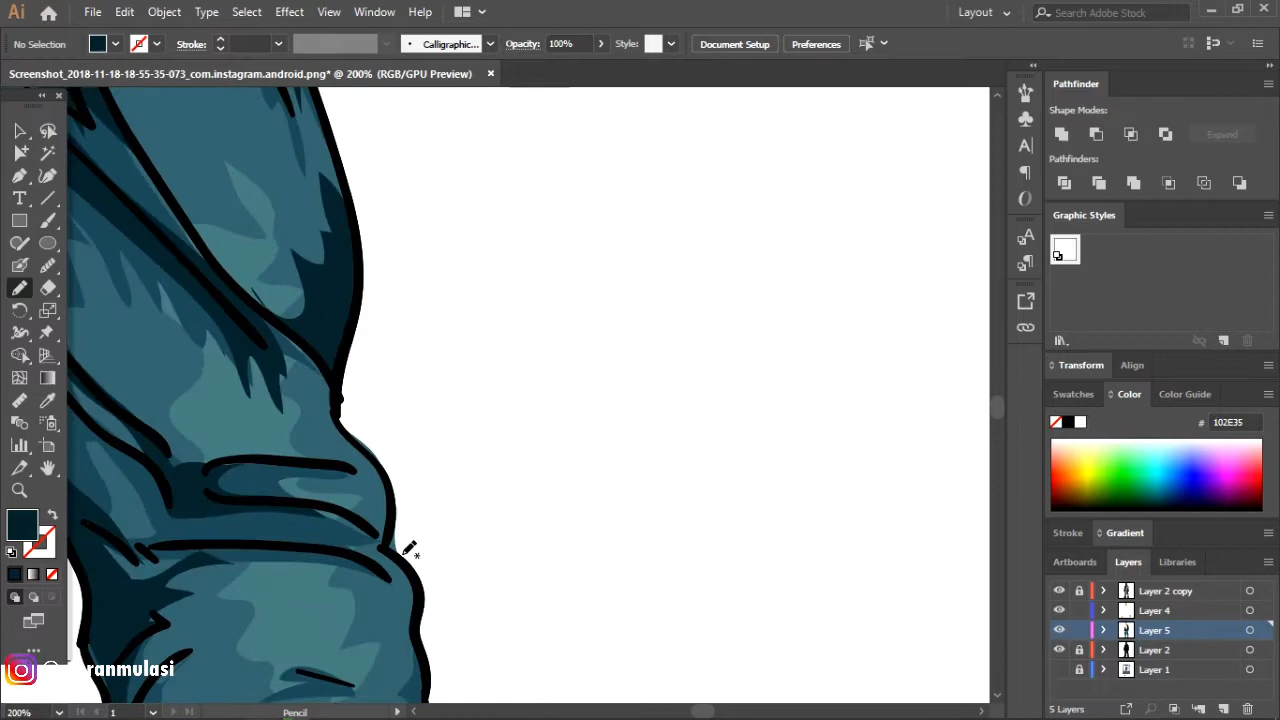 Ai File Edit Object Type Select Effect View Window Help Layout Search Adobe Stock
No Selection Stroke: Calligraphic... Opacity: 100% Style: Document Setup Preferences
Screenshot_2018-11-18-18-55-35-073_com.instagram.android.png* @ 200% (RGB/GPU Preview)
Pathfinder
Shape Modes:
Expand
Pathfinders:
Graphic Styles
Transform Align
Swatches Color Color Guide
# 102E35
Stroke Gradient
Artboards Layers Libraries
Layer 2 copy
Layer 4
Layer 5
Layer 2
Layer 1
5 Layers
ranmulasi
200% 1 Pencil